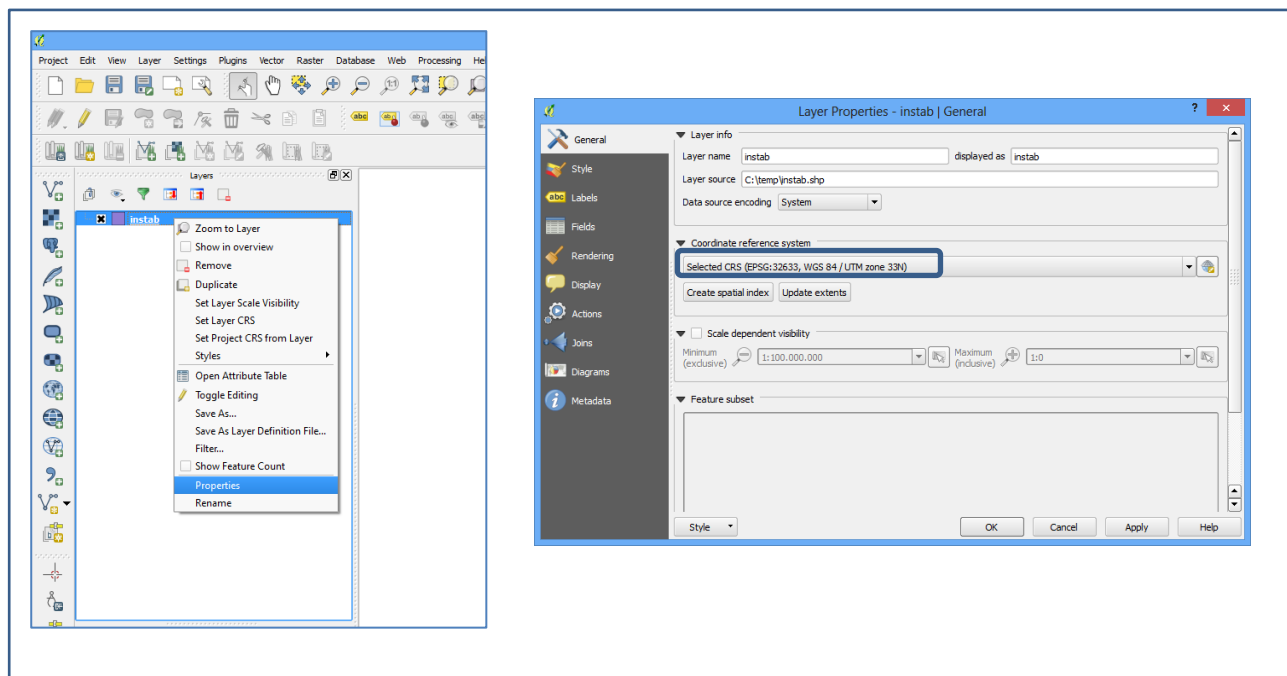 Project Edit View Layer Settings Plugins Vector Raster Database Web Processing
Layers
instab
Zoom to Layer
Show in overview
Remove
Duplicate
Set Layer Scale Visibility
Set Layer CRS
Set Project CRS from Layer
Styles
Open Attribute Table
Toggle Editing
Save As...
Save As Layer Definition File...
Filter...
Show Feature Count
Properties
Rename
Layer Properties - instab | General
General
Style
Labels
Fields
Rendering
Display
Actions
Joins
Diagrams
Metadata
Layer info
Layer name instab displayed as instab
Layer source C:\temp\instab.shp
Data source encoding System
Coordinate reference system
Selected CRS (EPSG:32633, WGS 84 / UTM zone 33N)
Create spatial index Update extents
Scale dependent visibility
Minimum (exclusive) 1:100.000.000 Maximum (inclusive) 1:0
Feature subset
Style OK Cancel Apply Help